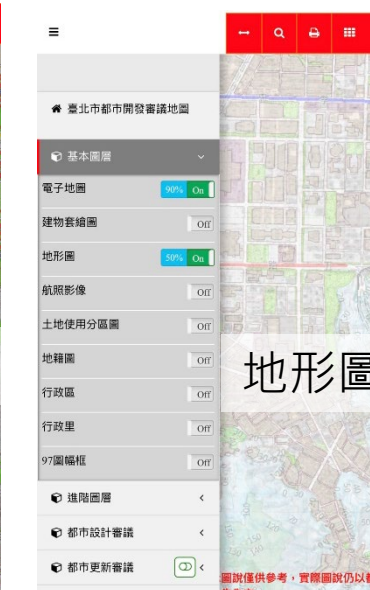 臺北市都市開發審議地圖
基本圖層
電子地圖 90% On
建物套繪圖 Off
地形圖 50% On
航照影像 Off
土地使用分區圖 Off
地籍圖 Off
行政區 Off
行政里 Off
97圖幅框 Off
進階圖層
都市設計審議
都市更新審議
地形圖
圖說僅供參考，實際圖說仍以